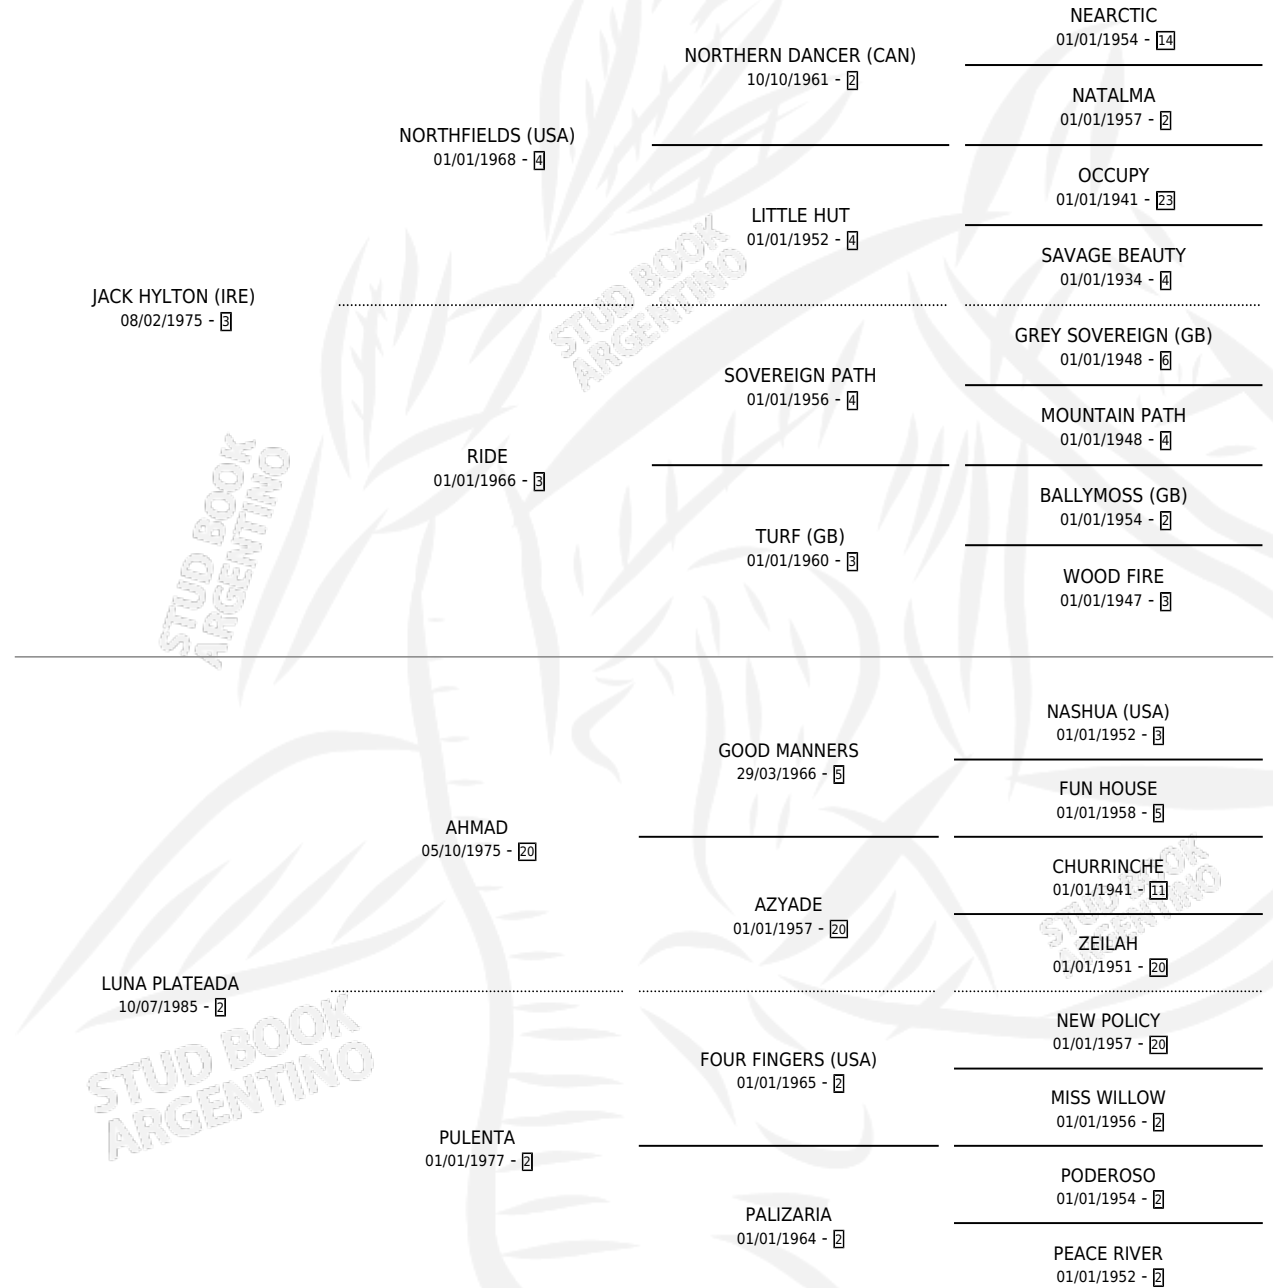 NEARCTIC
01/01/1954 - 14
NORTHERN DANCER (CAN)
10/10/1961 - 2
NATALMA
01/01/1957 - 2
NORTHFIELDS (USA)
01/01/1968 - 4
OCCUPY
01/01/1941 - 23
LITTLE HUT
01/01/1952 - 4
SAVAGE BEAUTY
01/01/1934 - 4
JACK HYLTON (IRE)
08/02/1975 - 3
GREY SOVEREIGN (GB)
01/01/1948 - 6
SOVEREIGN PATH
01/01/1956 - 4
MOUNTAIN PATH
01/01/1948 - 4
RIDE
01/01/1966 - 3
BALLYMOSS (GB)
01/01/1954 - 2
TURF (GB)
01/01/1960 - 3
WOOD FIRE
01/01/1947 - 3
NASHUA (USA)
01/01/1952 - 3
GOOD MANNERS
29/03/1966 - 5
FUN HOUSE
01/01/1958 - 5
AHMAD
05/10/1975 - 20
CHURRINCHE
01/01/1941 - 11
AZYADE
01/01/1957 - 20
ZEILAH
01/01/1951 - 20
LUNA PLATEADA
10/07/1985 - 2
NEW POLICY
01/01/1957 - 20
FOUR FINGERS (USA)
01/01/1965 - 2
MISS WILLOW
01/01/1956 - 2
PULENTA
01/01/1977 - 2
PODEROSO
01/01/1954 - 2
PALIZARIA
01/01/1964 - 2
PEACE RIVER
01/01/1952 - 2
STUD BOOK
ARGENTINO
STUD BOOK
ARGENTINO
STUD BOOK
ARGENTINO
STUD BOOK
ARGENTINO